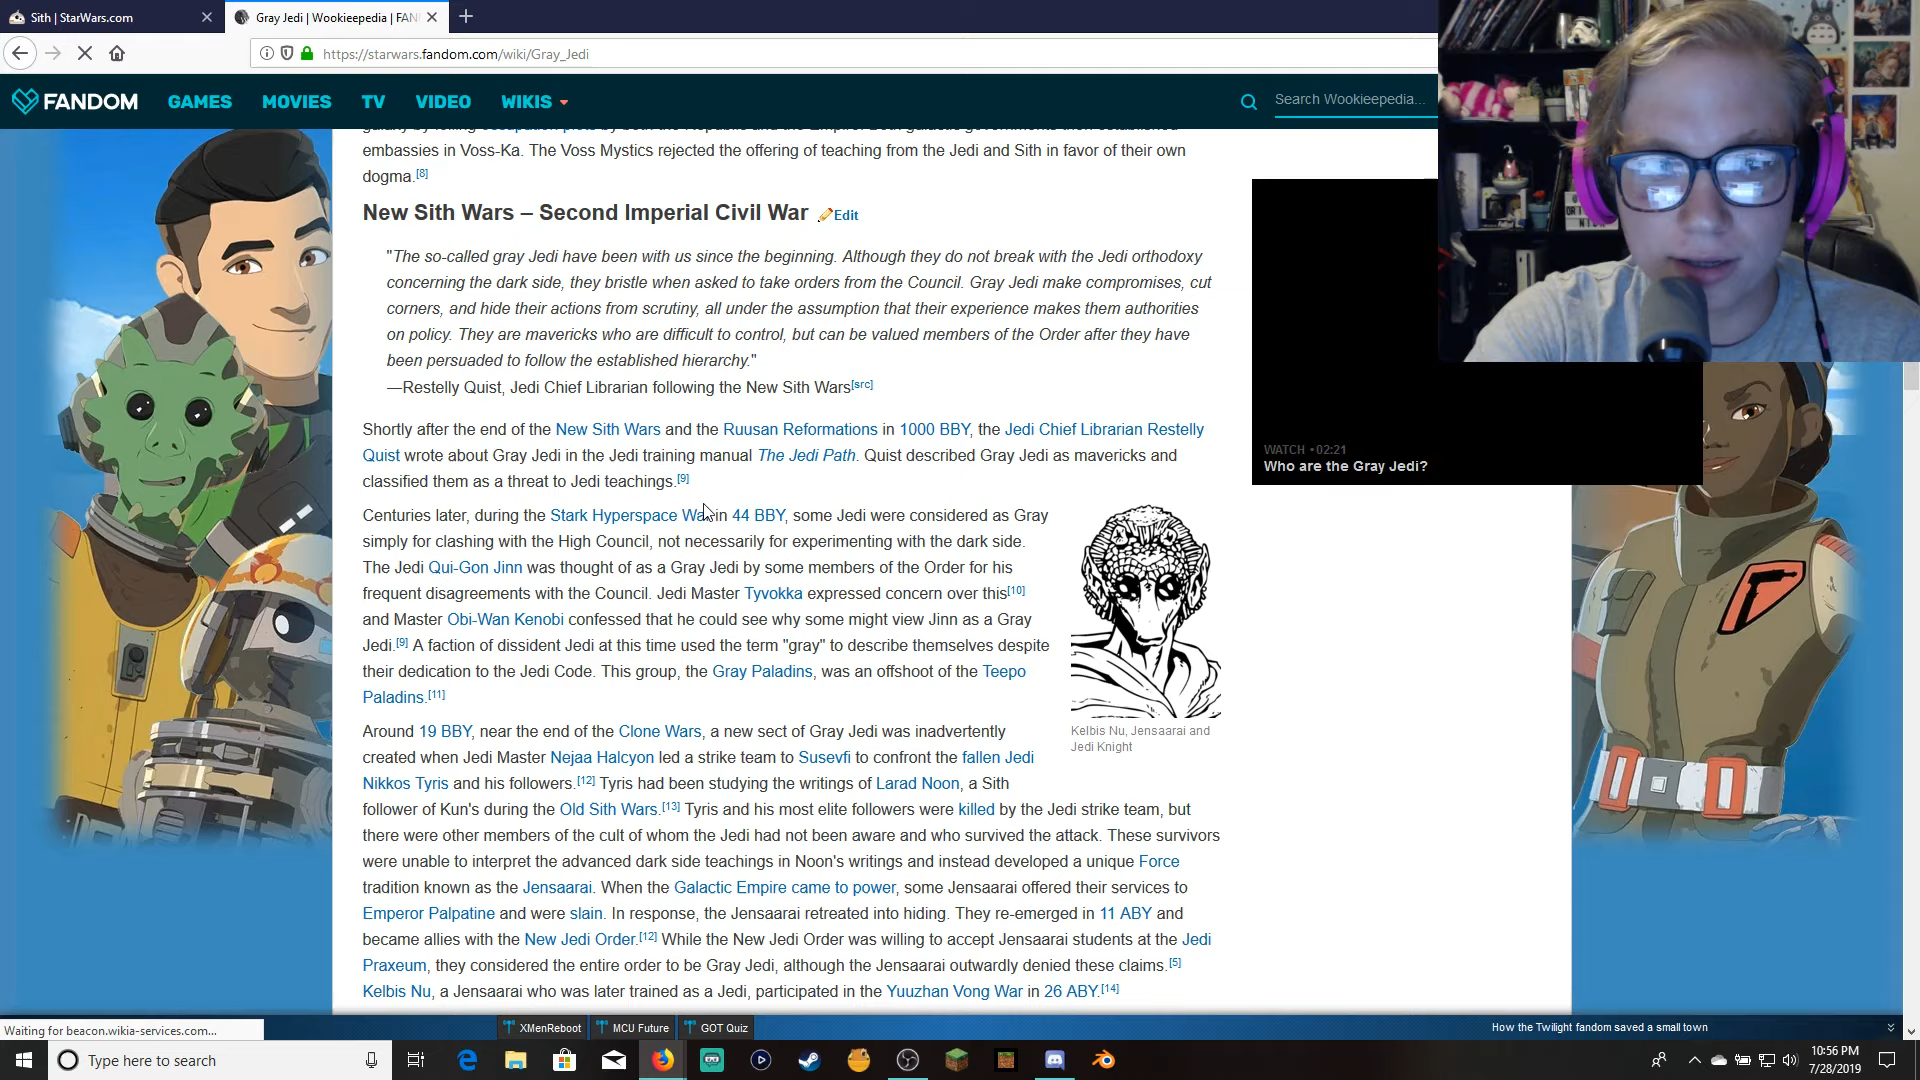 Sith | StarWars.com
Gray Jedi | Wookieepedia | FAN
https://starwars.fandom.com/wiki/Gray_Jedi
FANDOM GAMES MOVIES TV VIDEO WIKIS Search Wookieepedia...
embassies in Voss-Ka. The Voss Mystics rejected the offering of teaching from the Jedi and Sith in favor of their own
dogma.[8]
New Sith Wars – Second Imperial Civil War Edit
"The so-called gray Jedi have been with us since the beginning. Although they do not break with the Jedi orthodoxy
concerning the dark side, they bristle when asked to take orders from the Council. Gray Jedi make compromises, cut
corners, and hide their actions from scrutiny, all under the assumption that their experience makes them authorities
on policy. They are mavericks who are difficult to control, but can be valued members of the Order after they have
been persuaded to follow the established hierarchy."
—Restelly Quist, Jedi Chief Librarian following the New Sith Wars[src]
Shortly after the end of the New Sith Wars and the Ruusan Reformations in 1000 BBY, the Jedi Chief Librarian Restelly
Quist wrote about Gray Jedi in the Jedi training manual The Jedi Path. Quist described Gray Jedi as mavericks and
classified them as a threat to Jedi teachings.[9]
WATCH • 02:21
Who are the Gray Jedi?
Centuries later, during the Stark Hyperspace War in 44 BBY, some Jedi were considered as Gray
simply for clashing with the High Council, not necessarily for experimenting with the dark side.
The Jedi Qui-Gon Jinn was thought of as a Gray Jedi by some members of the Order for his
frequent disagreements with the Council. Jedi Master Tyvokka expressed concern over this[10]
and Master Obi-Wan Kenobi confessed that he could see why some might view Jinn as a Gray
Jedi.[9] A faction of dissident Jedi at this time used the term "gray" to describe themselves despite
their dedication to the Jedi Code. This group, the Gray Paladins, was an offshoot of the Teepo
Paladins.[11]
Kelbis Nu, Jensaarai and
Jedi Knight
Around 19 BBY, near the end of the Clone Wars, a new sect of Gray Jedi was inadvertently
created when Jedi Master Nejaa Halcyon led a strike team to Susevfi to confront the fallen Jedi
Nikkos Tyris and his followers.[12] Tyris had been studying the writings of Larad Noon, a Sith
follower of Kun's during the Old Sith Wars.[13] Tyris and his most elite followers were killed by the Jedi strike team, but
there were other members of the cult of whom the Jedi had not been aware and who survived the attack. These survivors
were unable to interpret the advanced dark side teachings in Noon's writings and instead developed a unique Force
tradition known as the Jensaarai. When the Galactic Empire came to power, some Jensaarai offered their services to
Emperor Palpatine and were slain. In response, the Jensaarai retreated into hiding. They re-emerged in 11 ABY and
became allies with the New Jedi Order.[12] While the New Jedi Order was willing to accept Jensaarai students at the Jedi
Praxeum, they considered the entire order to be Gray Jedi, although the Jensaarai outwardly denied these claims.[5]
Kelbis Nu, a Jensaarai who was later trained as a Jedi, participated in the Yuuzhan Vong War in 26 ABY.[14]
Waiting for beacon.wikia-services.com...
XMenReboot MCU Future GOT Quiz How the Twilight fandom saved a small town
Type here to search
10:56 PM
7/28/2019